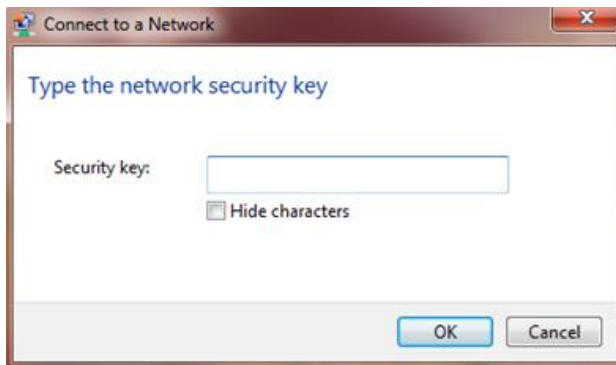 Connect to a Network
Type the network security key
Security key:
Hide characters
OK Cancel